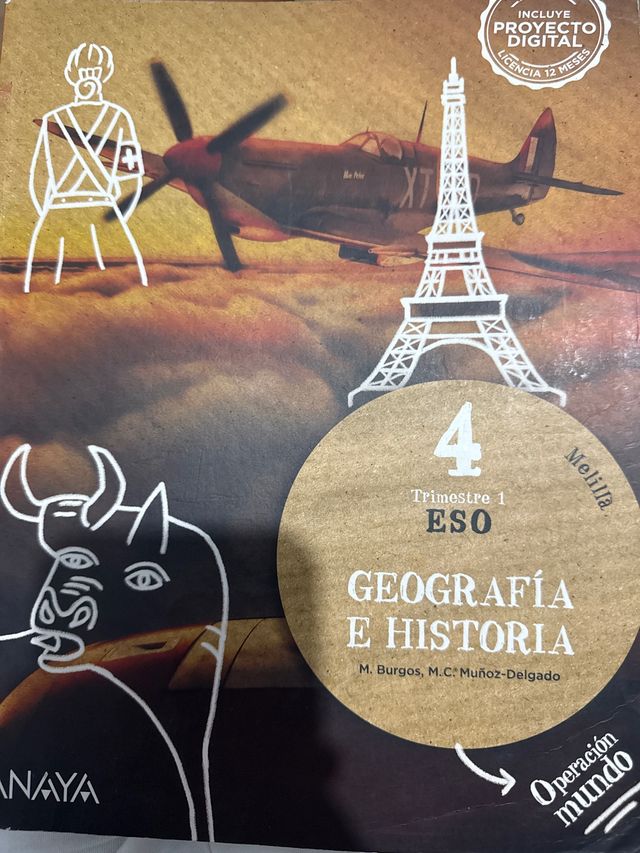 INCLUYE
PROYECTO
DIGITAL
LICENCIA 12 MESES
4
Trimestre 1
ESO
Melilla
GEOGRAFÍA
E HISTORIA
M. Burgos, M.C. Muñoz-Delgado
Operación
mundo
ANAYA